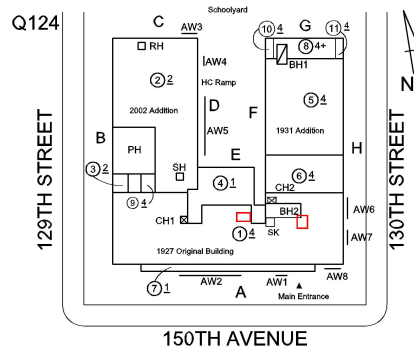 Schoolyard
Q124
C
AW3
G
10 4
11 4
RH
AW4
8 4+
BH1
N
2 2
HC Ramp
2002 Addition
D
F
5 4
AW5
1931 Addition
B
E
H
PH
3 2
SH
4 1
6 4
9 4
CH2
CH1
BH2
AW6
1 4
SK
AW7
1927 Original Building
7 1
AW2
A
AW1
AW8
Main Entrance
129TH STREET
130TH STREET
150TH AVENUE